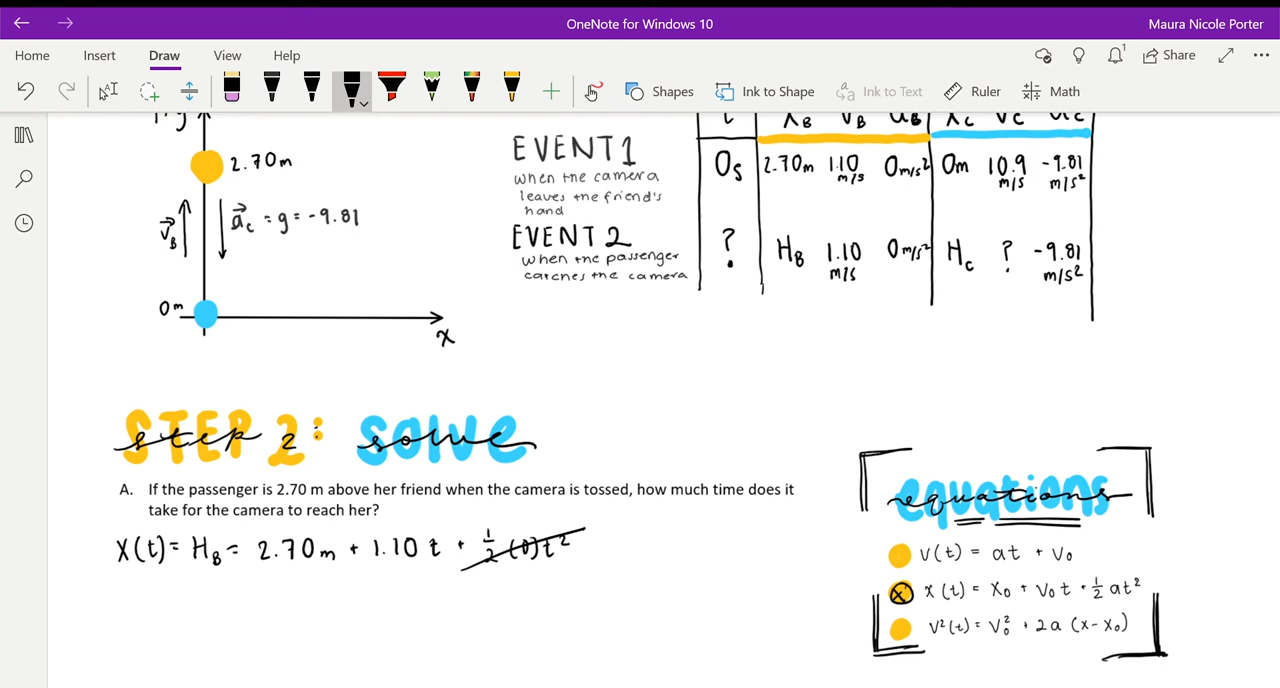 OneNote for Windows 10
Maura Nicole Porter
Home Insert Draw View Help
1 Share
Shapes Ink to Shape Ink to Text Ruler Math
2.70m
v⃗B
a⃗c = g = -9.81
0m
x
EVENT 1
when the camera
leaves the friend's
hand
EVENT 2
when the passenger
catches the camera
t XB VB aB Xc Vc ac
0s 2.70m 1.10 m/s 0m/s² 0m 10.9 m/s -9.81 m/s²
? HB 1.10 m/s 0m/s² Hc ? -9.81 m/s²
STEP 2: solve
A. If the passenger is 2.70 m above her friend when the camera is tossed, how much time does it
take for the camera to reach her?
X(t) = HB = 2.70m + 1.10 t + ½(0)t²
equations
v(t) = at + v₀
x
x(t) = x₀ + v₀t + ½at²
v²(t) = v₀² + 2a (x-x₀)